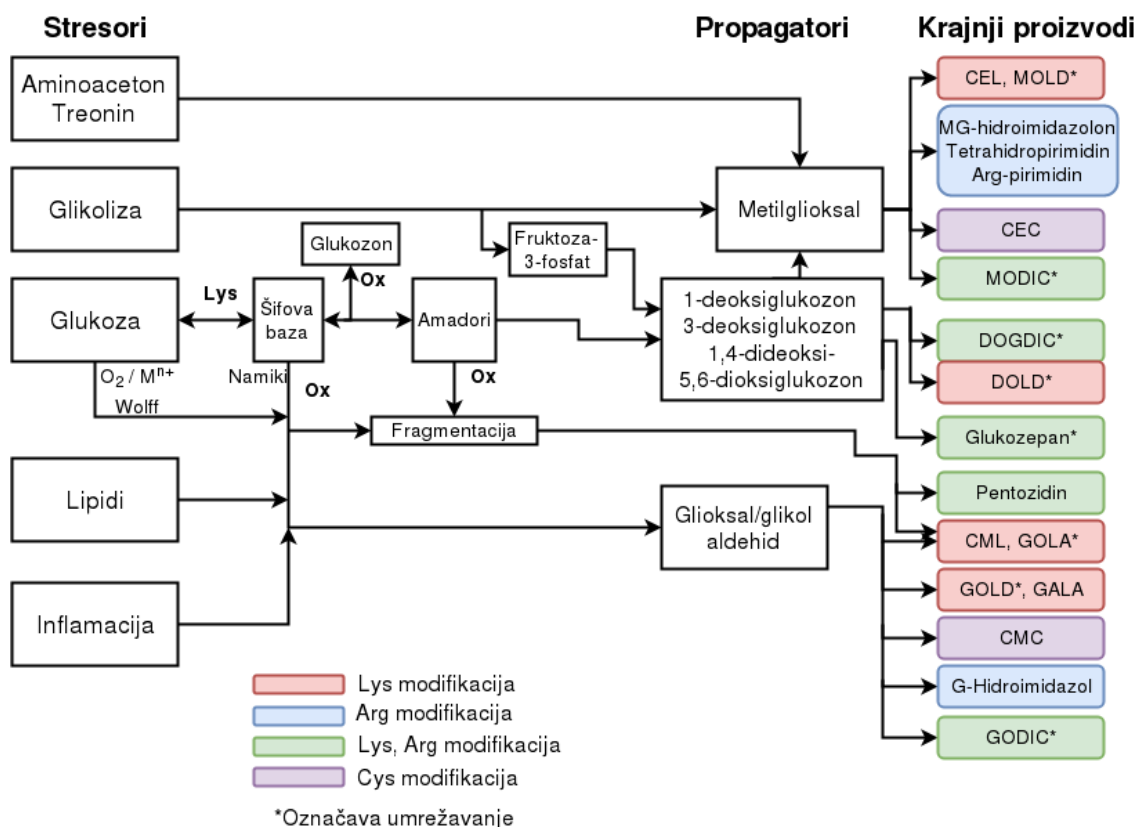 Stresori
Propagatori
Krajnji proizvodi
Aminoaceton
Treonin
Glikoliza
Glukoza
Lipidi
Inflamacija
O₂ / Mⁿ⁺
Wolff
Lys
Šifova
baza
Namiki
Ox
Glukozon
Ox
Amadori
Ox
Fragmentacija
Fruktoza-
3-fosfat
Metilglioksal
1-deoksiglukozon
3-deoksiglukozon
1,4-dideoksi-
5,6-dioksiglukozon
Glioksal/glikol
aldehid
CEL, MOLD*
MG-hidroimidazolon
Tetrahidropirimidin
Arg-pirimidin
CEC
MODIC*
DOGDIC*
DOLD*
Glukozepan*
Pentozidin
CML, GOLA*
GOLD*, GALA
CMC
G-Hidroimidazol
GODIC*
Lys modifikacija
Arg modifikacija
Lys, Arg modifikacija
Cys modifikacija
*Označava umrežavanje